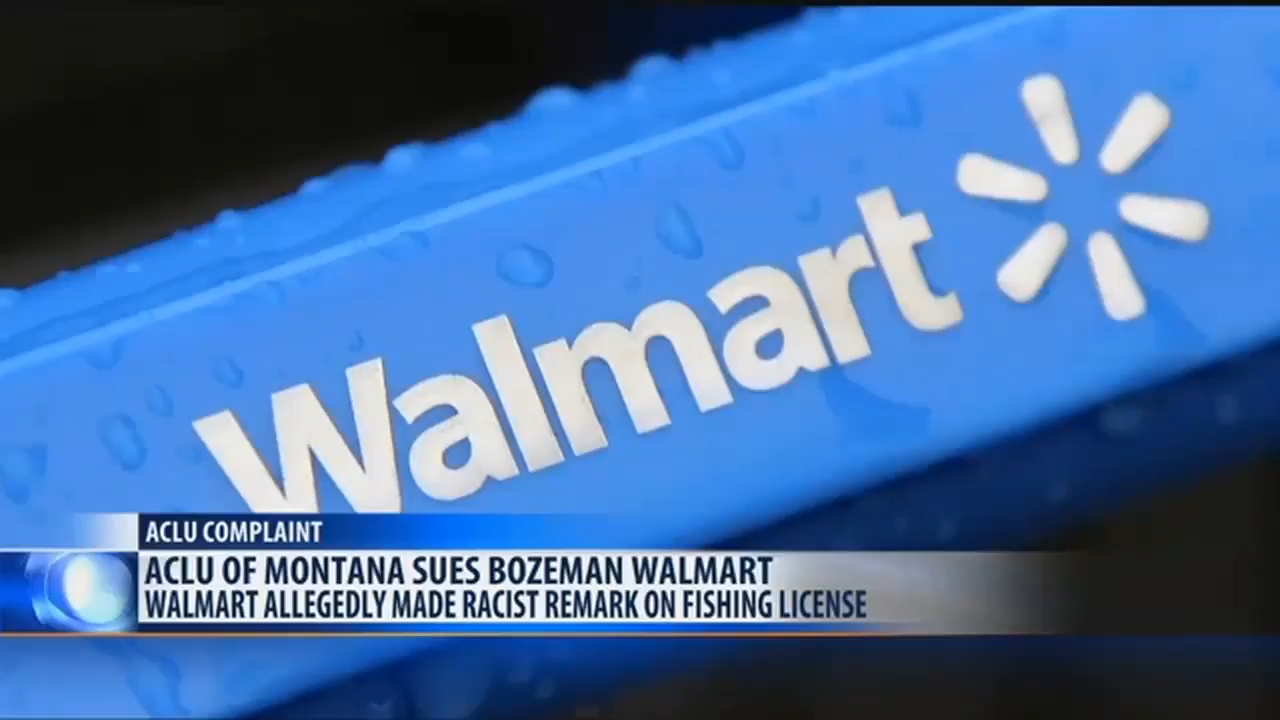 Walmart
ACLU COMPLAINT
ACLU OF MONTANA SUES BOZEMAN WALMART
WALMART ALLEGEDLY MADE RACIST REMARK ON FISHING LICENSE